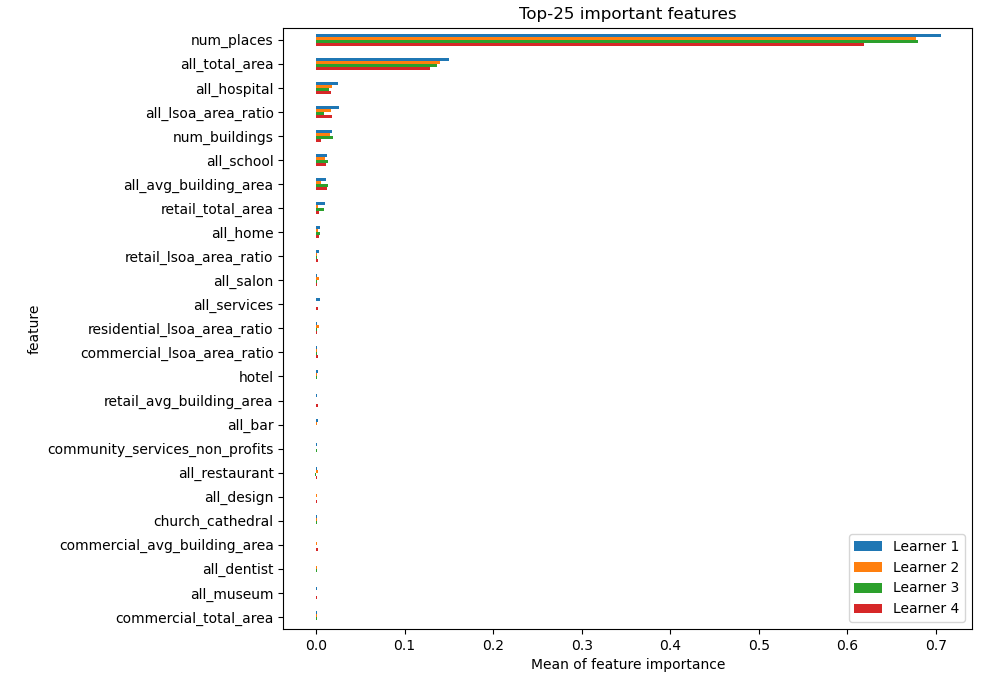 Top-25 important features
num_places
all_total_area
all_hospital
all_lsoa_area_ratio
num_buildings
all_school
all_avg_building_area
retail_total_area
all_home
retail_lsoa_area_ratio
all_salon
all_services
residential_lsoa_area_ratio
commercial_lsoa_area_ratio
hotel
retail_avg_building_area
all_bar
community_services_non_profits
all_restaurant
all_design
church_cathedral
commercial_avg_building_area
all_dentist
all_museum
commercial_total_area
feature
Learner 1
Learner 2
Learner 3
Learner 4
0.0 0.1 0.2 0.3 0.4 0.5 0.6 0.7
Mean of feature importance